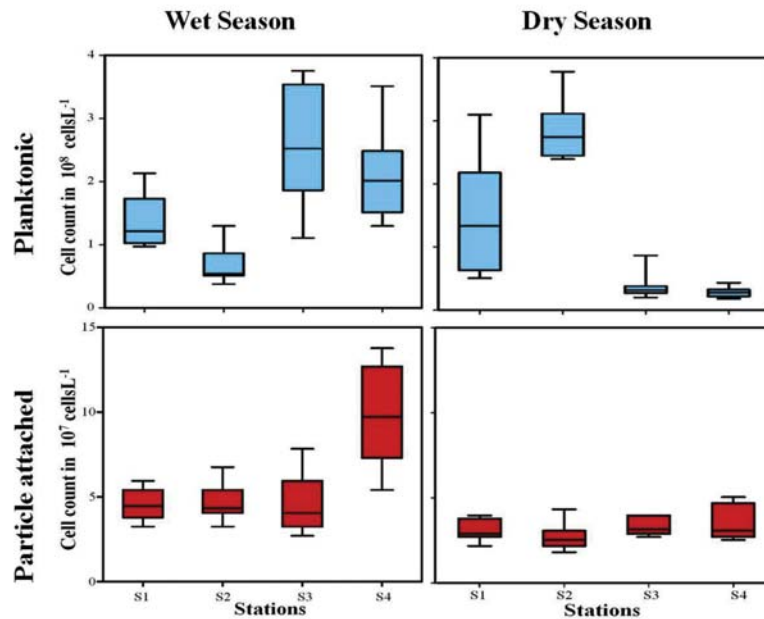 Wet Season
Dry Season
Planktonic
Cell count in 10⁸ cellsL⁻¹
4
3
2
1
0
Particle attached
Cell count in 10⁷ cellsL⁻¹
15
10
5
0
S1 S2 S3 S4
Stations
S1 S2 S3 S4
Stations